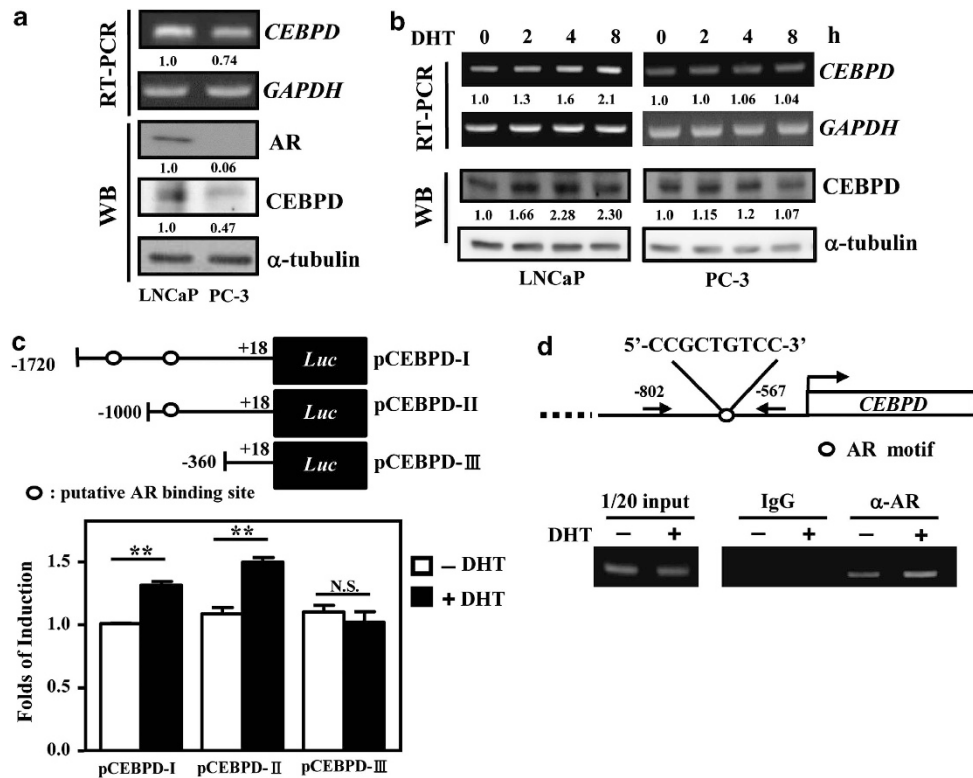 a
RT-PCR
CEBPD
1.0 0.74
GAPDH
WB
AR
1.0 0.06
CEBPD
1.0 0.47
α-tubulin
LNCaP PC-3
b
DHT 0 2 4 8 0 2 4 8 h
RT-PCR
CEBPD
1.0 1.3 1.6 2.1 1.0 1.0 1.06 1.04
GAPDH
WB
CEBPD
1.0 1.66 2.28 2.30 1.0 1.15 1.2 1.07
α-tubulin
LNCaP PC-3
c
-1720 +18 Luc pCEBPD-I
-1000 +18 Luc pCEBPD-II
-360 +18 Luc pCEBPD-III
: putative AR binding site
Folds of Induction
1.5
1.0
0.5
0.0
** ** N.S.
– DHT
+ DHT
pCEBPD-I pCEBPD-II pCEBPD-III
d
5’-CCGCTGTCC-3’
-802 -567
CEBPD
AR motif
1/20 input IgG α-AR
DHT – + – + – +